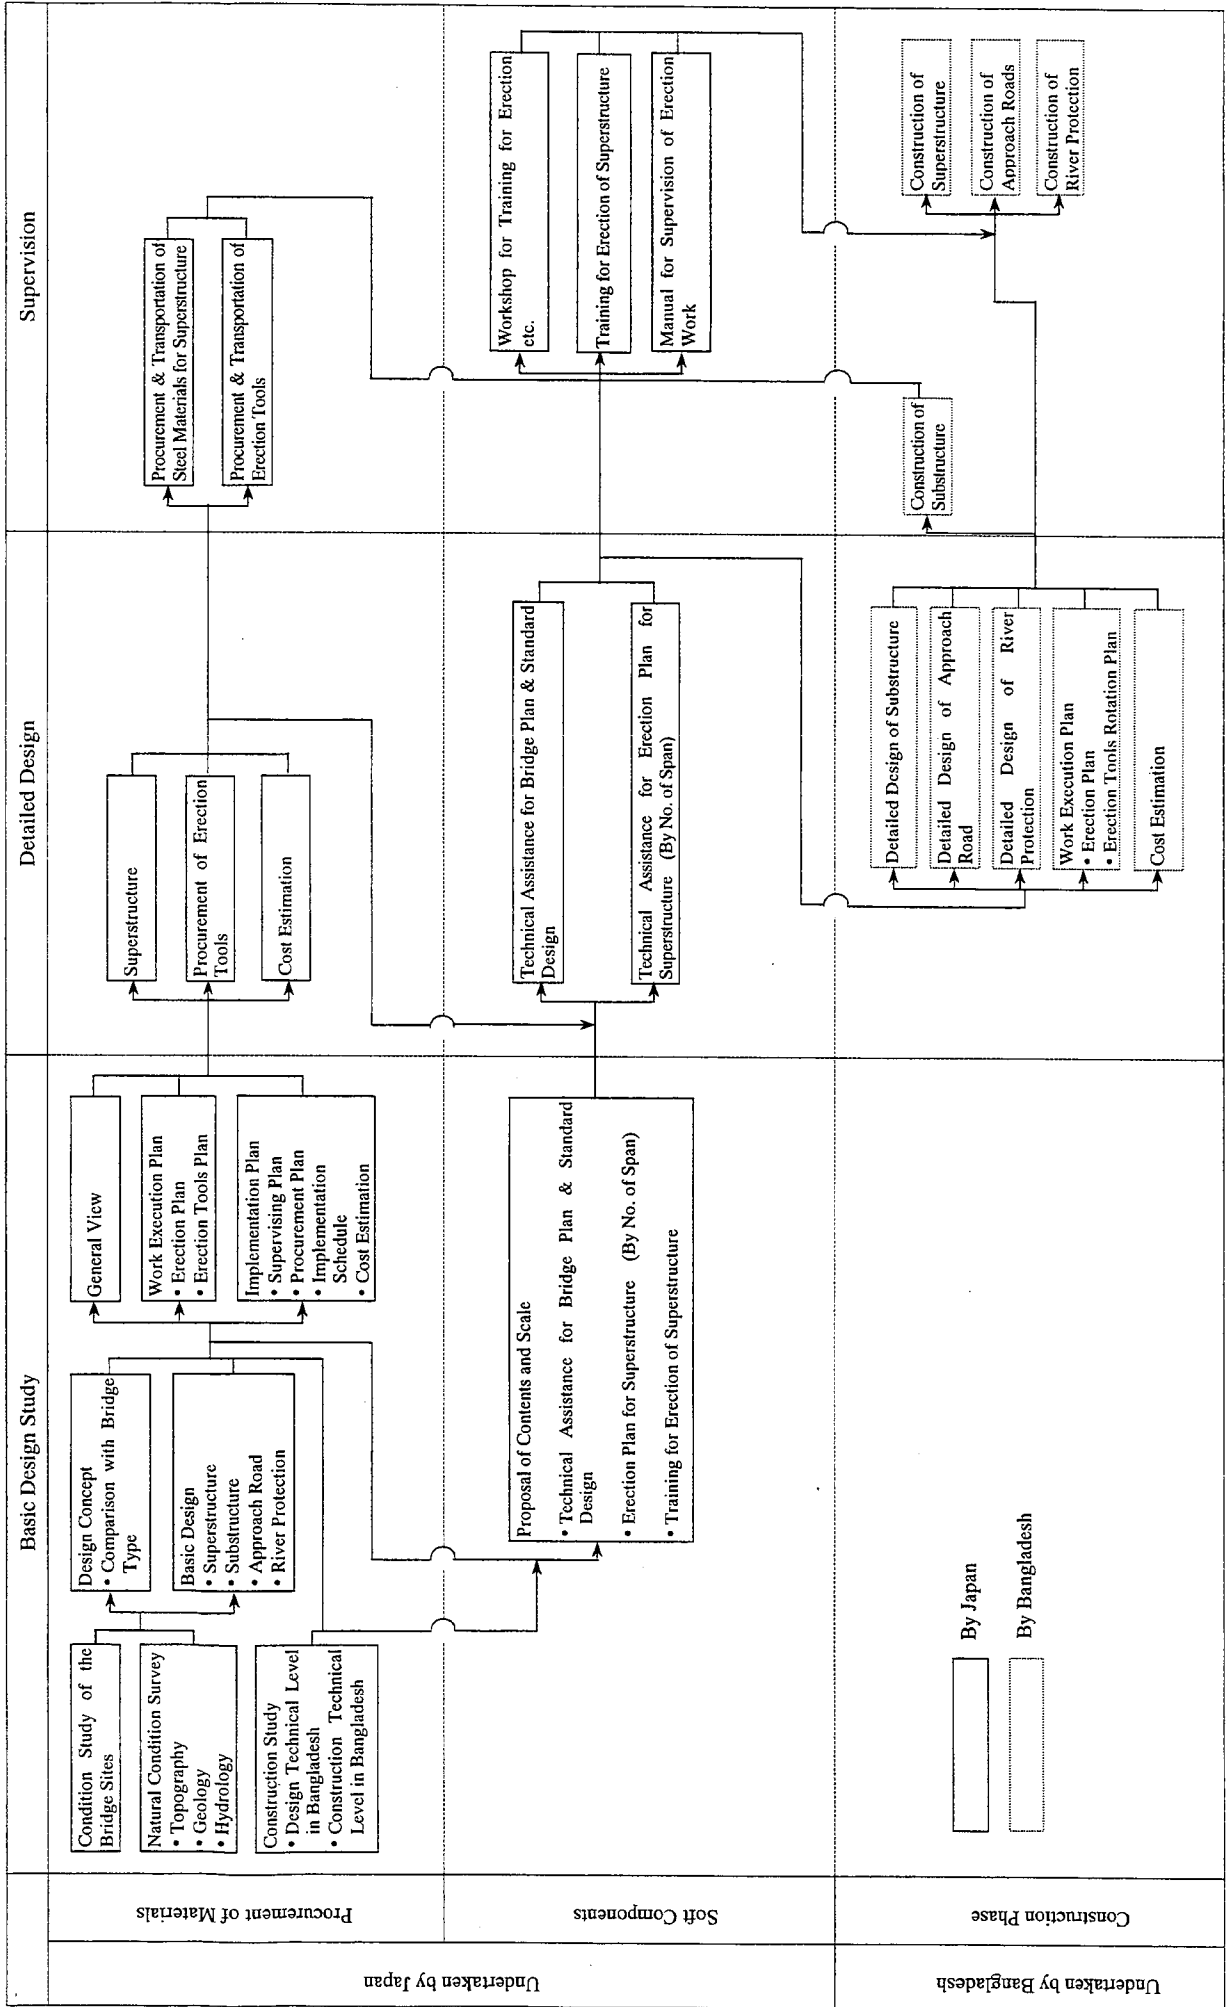 Basic Design Study
Detailed Design
Supervision
Undertaken by Japan
Procurement of Materials
Condition Study of the
Bridge Sites
Natural Condition Survey
• Topography
• Geology
• Hydrology
Construction Study
• Design Technical Level
in Bangladesh
• Construction Technical
Level in Bangladesh
Design Concept
• Comparison with Bridge
Type
Basic Design
• Superstructure
• Substructure
• Approach Road
• River Protection
General View
Work Execution Plan
• Erection Plan
• Erection Tools Plan
Implementation Plan
• Supervising Plan
• Procurement Plan
• Implementation
Schedule
• Cost Estimation
Superstructure
Procurement of Erection
Tools
Cost Estimation
Procurement & Transportation of
Steel Materials for Superstructure
Procurement & Transportation of
Erection Tools
Soft Components
Proposal of Contents and Scale
• Technical Assistance for Bridge Plan & Standard
Design
• Erection Plan for Superstructure (By No. of Span)
• Training for Erection of Superstructure
Technical Assistance for Bridge Plan & Standard
Design
Technical Assistance for Erection Plan for
Superstructure (By No. of Span)
Workshop for Training for Erection
etc.
Training for Erection of Superstructure
Manual for Supervision of Erection
Work
Undertaken by Bangladesh
Construction Phase
By Japan
By Bangladesh
Detailed Design of Substructure
Detailed Design of Approach
Road
Detailed Design of River
Protection
Work Execution Plan
• Erection Plan
• Erection Tools Rotation Plan
Cost Estimation
Construction of
Substructure
Construction of
Superstructure
Construction of
Approach Roads
Construction of
River Protection